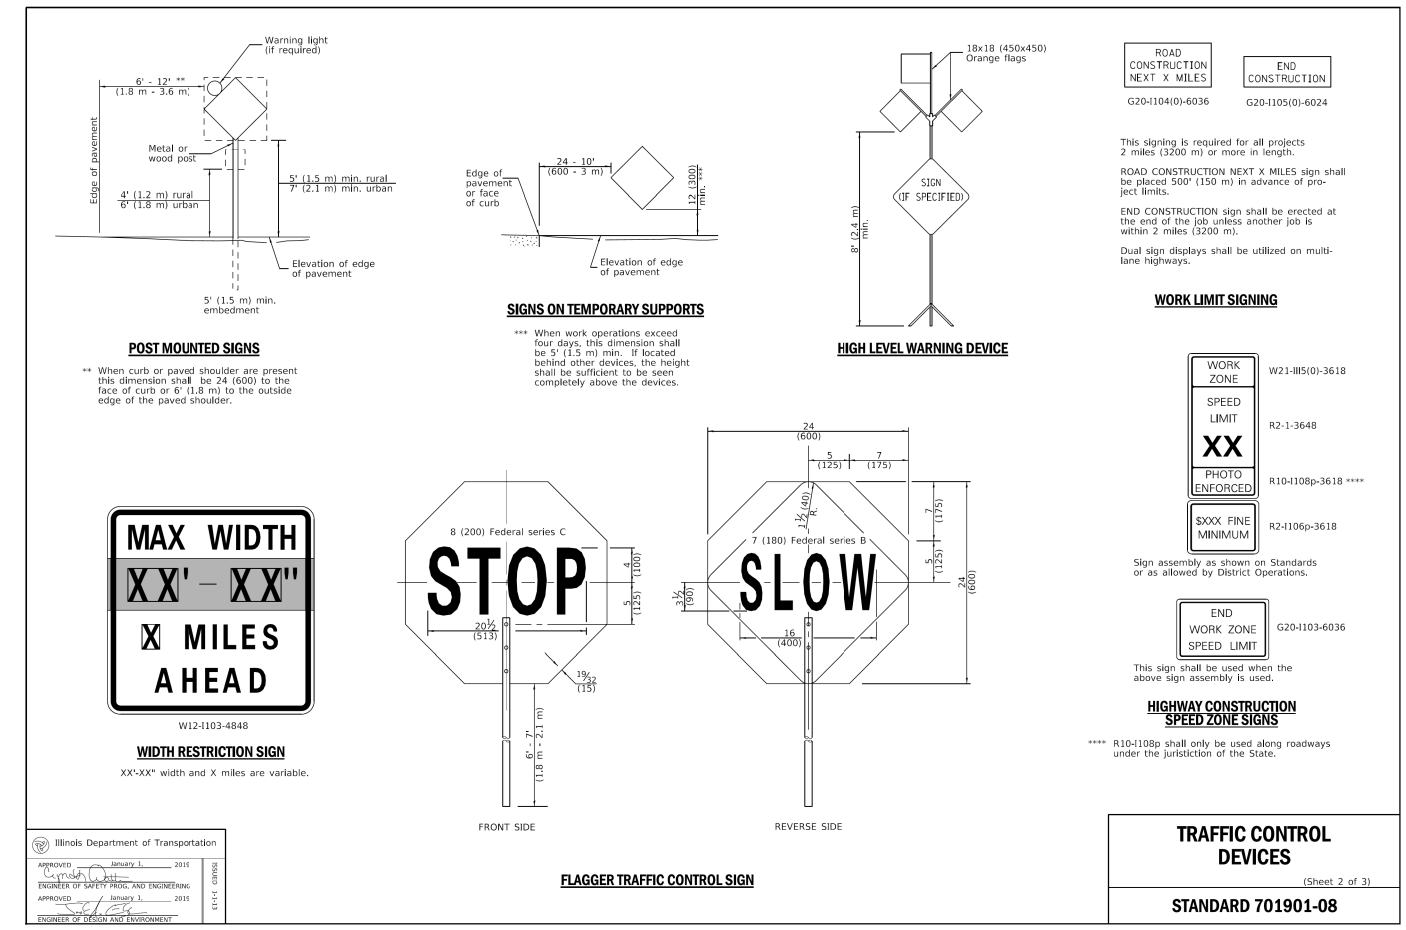 Warning light
(if required)
6' - 12' **
(1.8 m - 3.6 m)
Edge of pavement
Metal or
wood post
4' (1.2 m) rural
6' (1.8 m) urban
5' (1.5 m) min. rural
7' (2.1 m) min. urban
Elevation of edge
of pavement
5' (1.5 m) min.
embedment
POST MOUNTED SIGNS
** When curb or paved shoulder are present
this dimension shall be 24 (600) to the
face of curb or 6' (1.8 m) to the outside
edge of the paved shoulder.
Edge of
pavement
or face
of curb
24 - 10'
(600 - 3 m)
12 (300)
min. ***
Elevation of edge
of pavement
SIGNS ON TEMPORARY SUPPORTS
*** When work operations exceed
four days, this dimension shall
be 5' (1.5 m) min. If located
behind other devices, the height
shall be sufficient to be seen
completely above the devices.
18x18 (450x450)
Orange flags
SIGN
(IF SPECIFIED)
8' (2.4 m)
min.
HIGH LEVEL WARNING DEVICE
ROAD
CONSTRUCTION
NEXT X MILES
G20-I104(0)-6036
END
CONSTRUCTION
G20-I105(0)-6024
This signing is required for all projects
2 miles (3200 m) or more in length.
ROAD CONSTRUCTION NEXT X MILES sign shall
be placed 500' (150 m) in advance of pro-
ject limits.
END CONSTRUCTION sign shall be erected at
the end of the job unless another job is
within 2 miles (3200 m).
Dual sign displays shall be utilized on multi-
lane highways.
WORK LIMIT SIGNING
WORK
ZONE
W21-III5(0)-3618
SPEED
LIMIT
XX
R2-1-3648
PHOTO
ENFORCED
R10-I108p-3618 ****
$XXX FINE
MINIMUM
R2-I106p-3618
Sign assembly as shown on Standards
or as allowed by District Operations.
END
WORK ZONE
SPEED LIMIT
G20-I103-6036
This sign shall be used when the
above sign assembly is used.
HIGHWAY CONSTRUCTION
SPEED ZONE SIGNS
**** R10-I108p shall only be used along roadways
under the juristiction of the State.
MAX WIDTH
XX' - XX"
X MILES
AHEAD
W12-I103-4848
WIDTH RESTRICTION SIGN
XX'-XX" width and X miles are variable.
8 (200) Federal series C
STOP
4
(100)
5
(125)
20 1/2
(513)
19/32
(15)
6' - 7'
(1.8 m - 2.1 m)
FRONT SIDE
24
(600)
5
(125)
7
(175)
1 1/2 (40)
R.
7 (180) Federal series B
SLOW
7
(175)
5
(125)
24
(600)
3 1/2
(90)
16
(400)
REVERSE SIDE
FLAGGER TRAFFIC CONTROL SIGN
Illinois Department of Transportation
APPROVED January 1, 2019
ENGINEER OF SAFETY PROG. AND ENGINEERING
APPROVED January 1, 2019
ENGINEER OF DESIGN AND ENVIRONMENT
ISSUED 1-1-13
TRAFFIC CONTROL
DEVICES
(Sheet 2 of 3)
STANDARD 701901-08